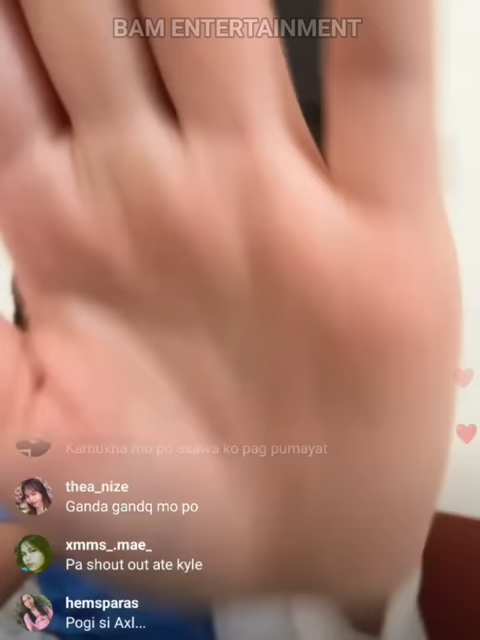 BAM ENTERTAINMENT
Kamukha mo po asawa ko pag pumayat
thea_nize
Ganda gandq mo po
xmms_.mae_
Pa shout out ate kyle
hemsparas
Pogi si Axl...